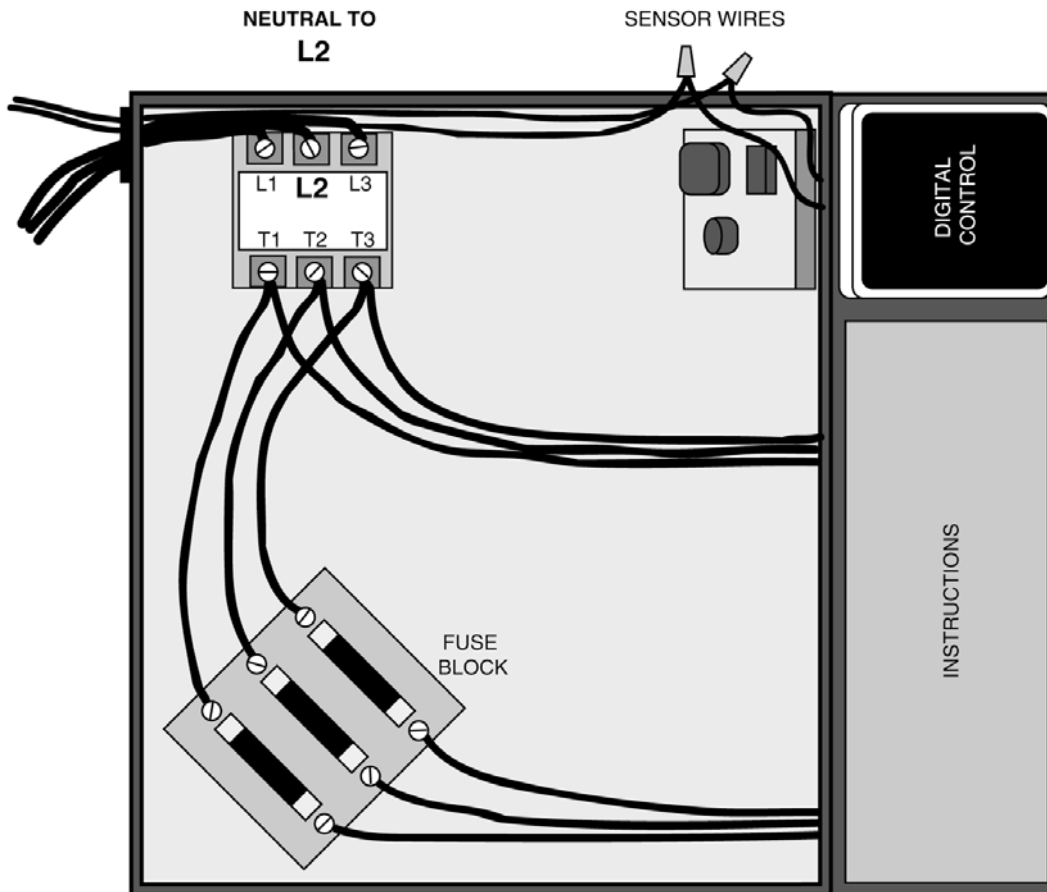 NEUTRAL TO
L2
SENSOR WIRES
L1 L2 L3
T1 T2 T3
DIGITAL
CONTROL
FUSE
BLOCK
INSTRUCTIONS